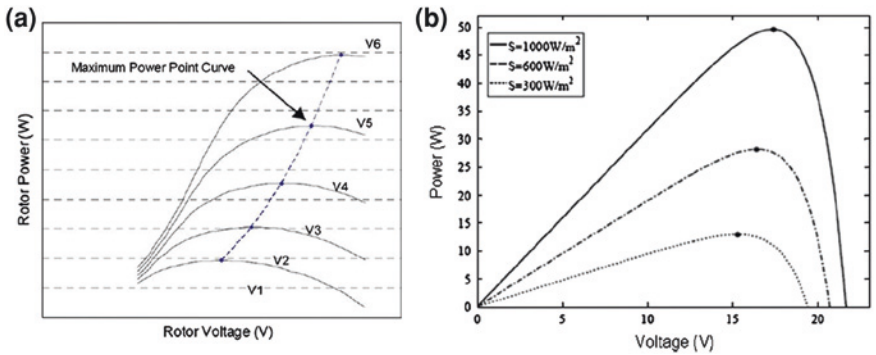 (a)
V6
Maximum Power Point Curve
V5
V4
V3
V2
V1
Rotor Power (W)
Rotor Voltage (V)
(b)
50
45
40
35
30
25
20
15
10
5
0
S=1000W/m²
S=600W/m²
S=300W/m²
Power (W)
0 5 10 15 20
Voltage (V)